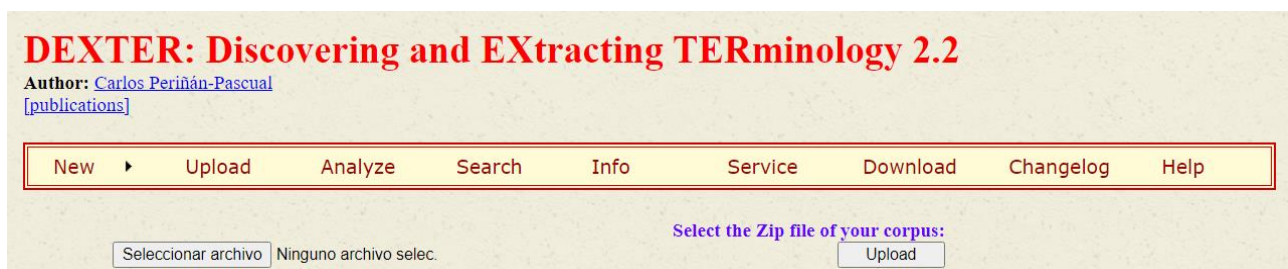 DEXTER: Discovering and EXtracting TERminology 2.2
Author: Carlos Periñán-Pascual
[publications]
New Upload Analyze Search Info Service Download Changelog Help
Select the Zip file of your corpus:
Seleccionar archivo Ninguno archivo selec. Upload